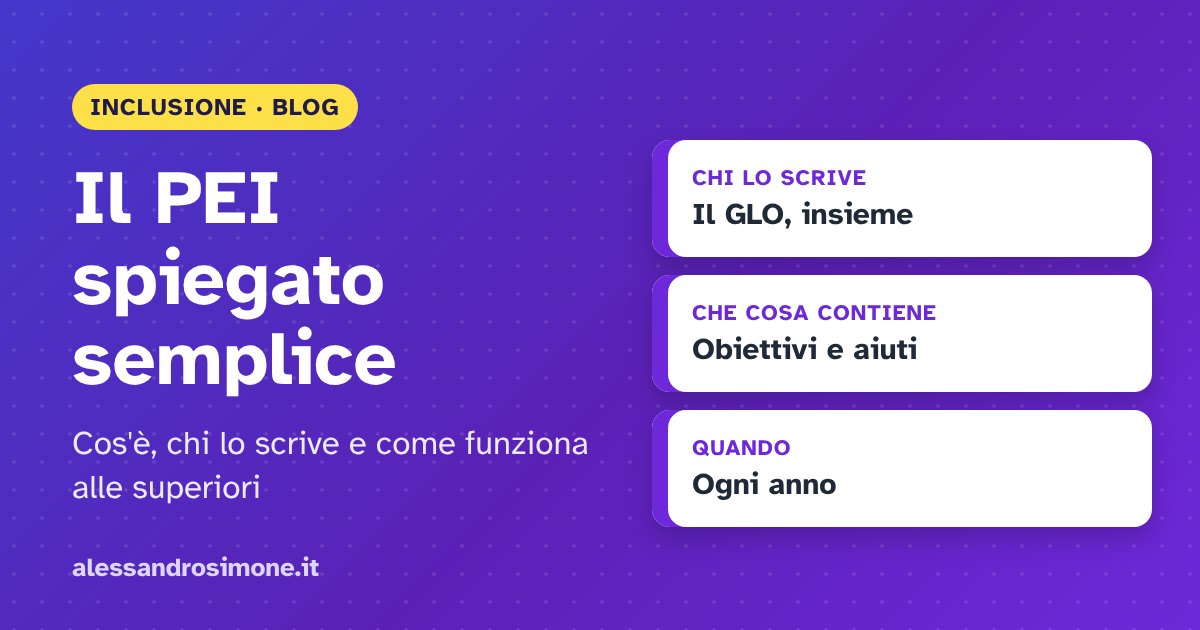 INCLUSIONE · BLOG
Il PEI
spiegato
semplice
Cos'è, chi lo scrive e come funziona
alle superiori
alessandrosimone.it
CHI LO SCRIVE
Il GLO, insieme
CHE COSA CONTIENE
Obiettivi e aiuti
QUANDO
Ogni anno